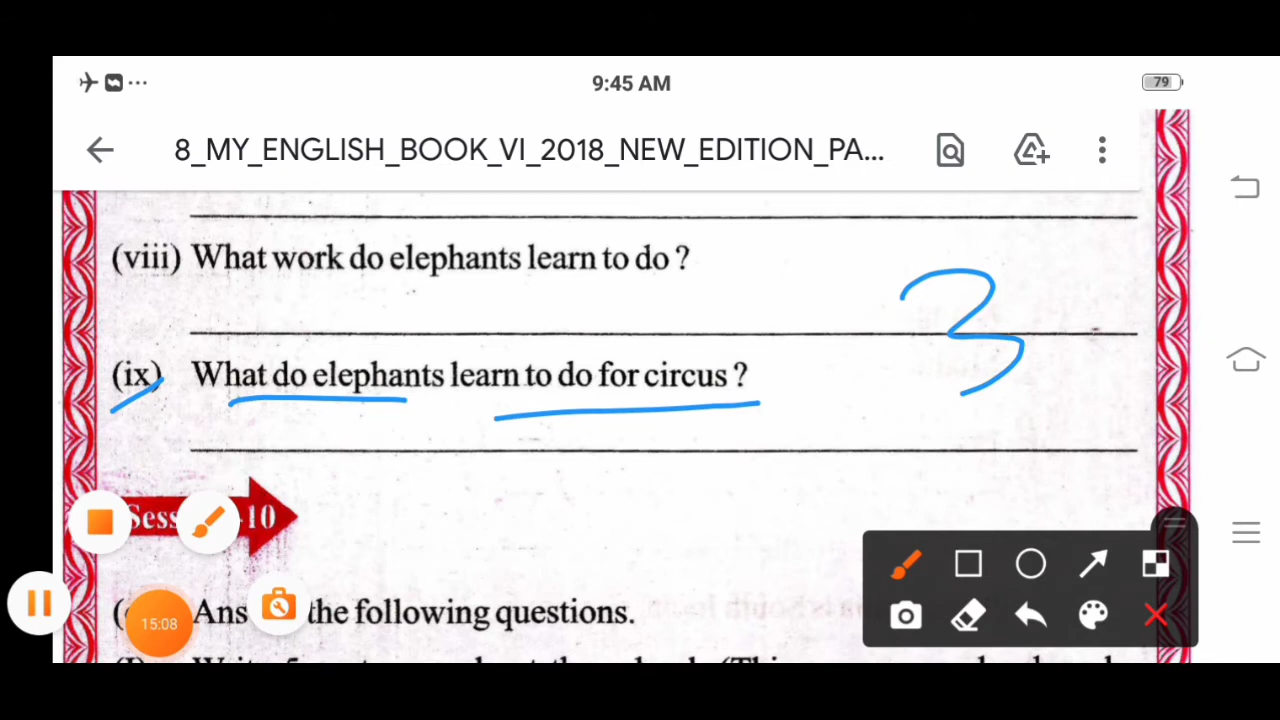 9:45 AM
79
8_MY_ENGLISH_BOOK_VI_2018_NEW_EDITION_PA...
(viii) What work do elephants learn to do ?
3
(ix) What do elephants learn to do for circus ?
10
the following questions.
15:08